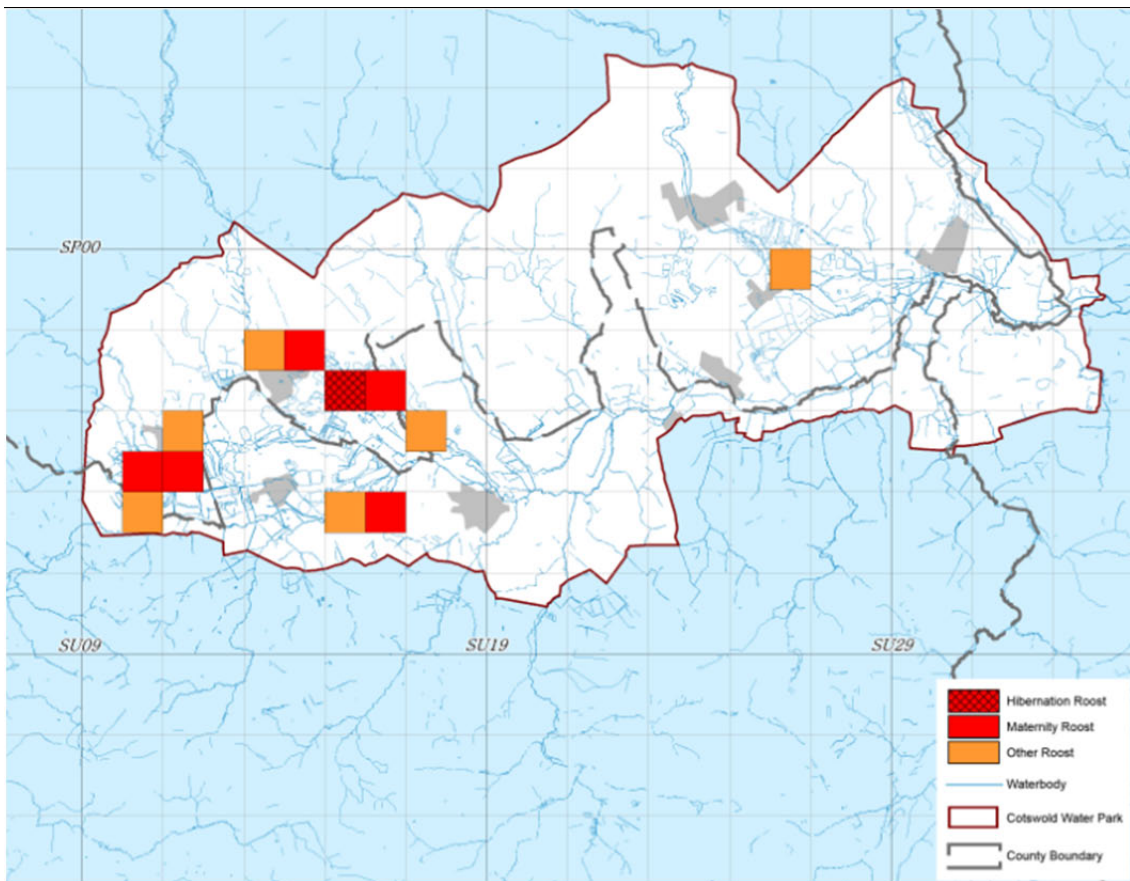 SP00
SU09
SU19
SU29
Hibernation Roost
Maternity Roost
Other Roost
Waterbody
Cotswold Water Park
County Boundary